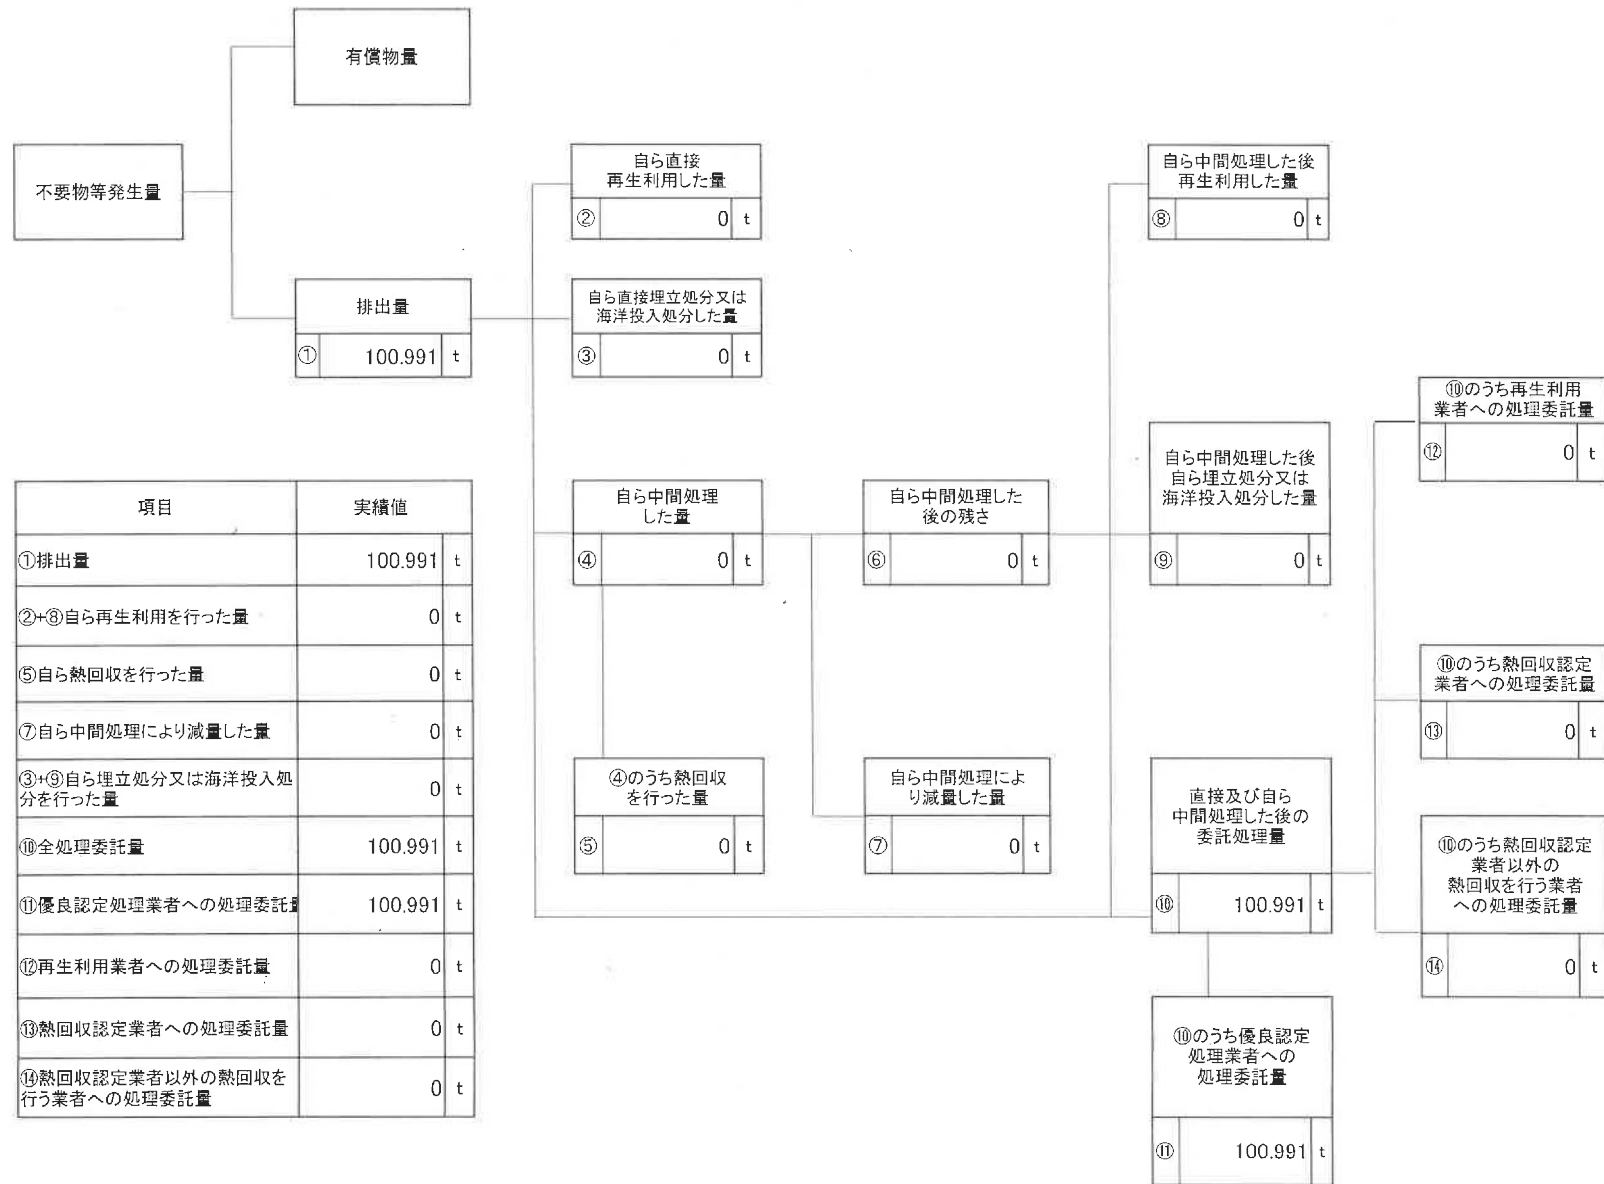 有償物量
不要物等発生量
排出量
① 100.991 t
自ら直接
再生利用した量
② 0 t
自ら直接埋立処分又は
海洋投入処分した量
③ 0 t
自ら中間処理
した量
④ 0 t
④のうち熱回収
を行った量
⑤ 0 t
自ら中間処理した
後の残さ
⑥ 0 t
自ら中間処理によ
り減量した量
⑦ 0 t
自ら中間処理した後
再生利用した量
⑧ 0 t
自ら中間処理した後
自ら埋立処分又は
海洋投入処分した量
⑨ 0 t
直接及び自ら
中間処理した後の
委託処理量
⑩ 100.991 t
⑩のうち優良認定
処理業者への
処理委託量
⑪ 100.991 t
⑩のうち再生利用
業者への処理委託量
⑫ 0 t
⑩のうち熱回収認定
業者への処理委託量
⑬ 0 t
⑩のうち熱回収認定
業者以外の
熱回収を行う業者
への処理委託量
⑭ 0 t
項目 実績値
①排出量 100.991 t
②+⑧自ら再生利用を行った量 0 t
⑤自ら熱回収を行った量 0 t
⑦自ら中間処理により減量した量 0 t
③+⑨自ら埋立処分又は海洋投入処
分を行った量 0 t
⑩全処理委託量 100.991 t
⑪優良認定処理業者への処理委託量 100.991 t
⑫再生利用業者への処理委託量 0 t
⑬熱回収認定業者への処理委託量 0 t
⑭熱回収認定業者以外の熱回収を
行う業者への処理委託量 0 t